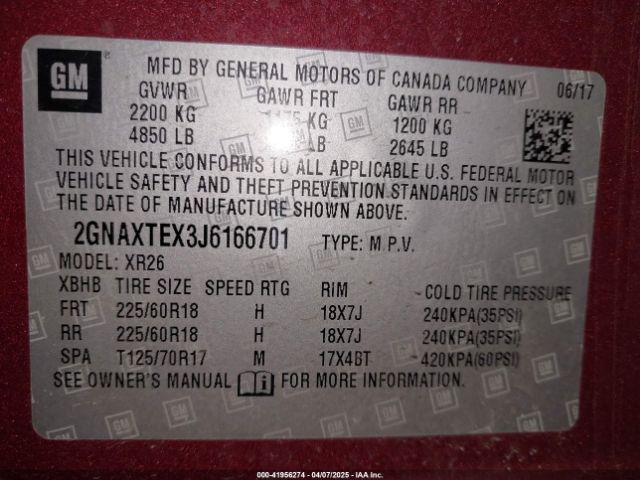 GM
MFD BY GENERAL MOTORS OF CANADA COMPANY 06/17
GVWR GAWR FRT GAWR RR
2200 KG KG 1200 KG
4850 LB LB 2645 LB
THIS VEHICLE CONFORMS TO ALL APPLICABLE U.S. FEDERAL MOTOR
VEHICLE SAFETY AND THEFT PREVENTION STANDARDS IN EFFECT ON
THE DATE OF MANUFACTURE SHOWN ABOVE.
2GNAXTEX3J6166701 TYPE: M.P.V.
MODEL: XR26
XBHB TIRE SIZE SPEED RTG RIM COLD TIRE PRESSURE
FRT 225/60R18 H 18X7J 240KPA(35PSI)
RR 225/60R18 H 18X7J 240KPA(35PSI)
SPA T125/70R17 M 17X4BT 420KPA(60PSI)
SEE OWNER'S MANUAL FOR MORE INFORMATION.
000-41956274 - 04/07/2025 - IAA Inc.